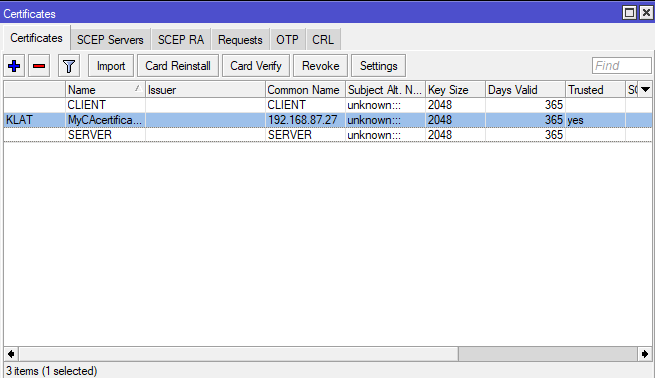 Certificates
Certificates SCEP Servers SCEP RA Requests OTP CRL
Import Card Reinstall Card Verify Revoke Settings Find
Name Issuer Common Name Subject Alt. N... Key Size Days Valid Trusted
CLIENT CLIENT unknown::: 2048 365
KLAT MyCAcertifica... 192.168.87.27 unknown::: 2048 365 yes
SERVER SERVER unknown::: 2048 365
3 items (1 selected)